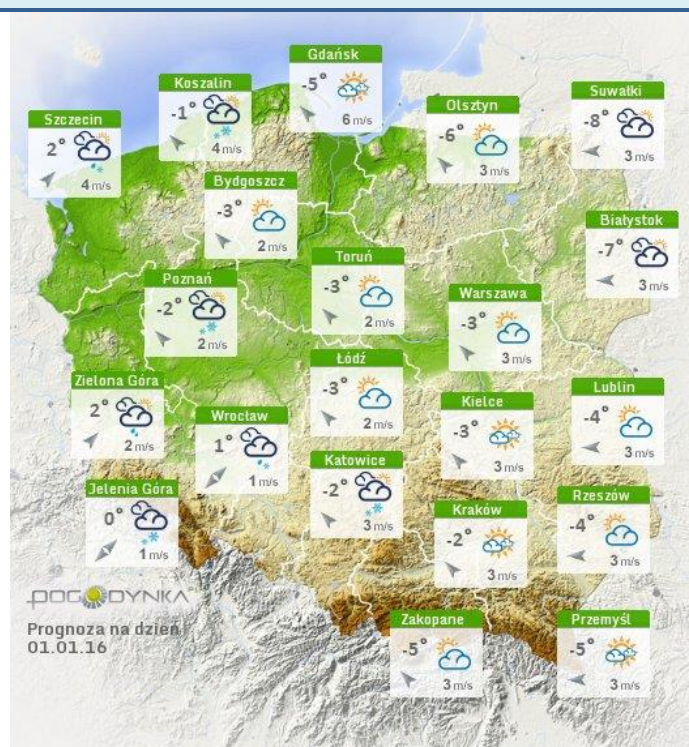 Gdańsk
-5°
6 m/s
Koszalin
-1°
4 m/s
Suwałki
-8°
3 m/s
Olsztyn
-6°
3 m/s
Szczecin
2°
4 m/s
Bydgoszcz
-3°
2 m/s
Białystok
-7°
3 m/s
Toruń
-3°
2 m/s
Poznań
-2°
2 m/s
Warszawa
-3°
3 m/s
Łódź
-3°
2 m/s
Zielona Góra
2°
2 m/s
Lublin
-4°
3 m/s
Kielce
-3°
3 m/s
Wrocław
1°
1 m/s
Katowice
-2°
3 m/s
Jelenia Góra
0°
1 m/s
Rzeszów
-4°
3 m/s
Kraków
-2°
3 m/s
POGODYNKA
Prognoza na dzień
01.01.16
Zakopane
-5°
3 m/s
Przemyśl
-5°
3 m/s